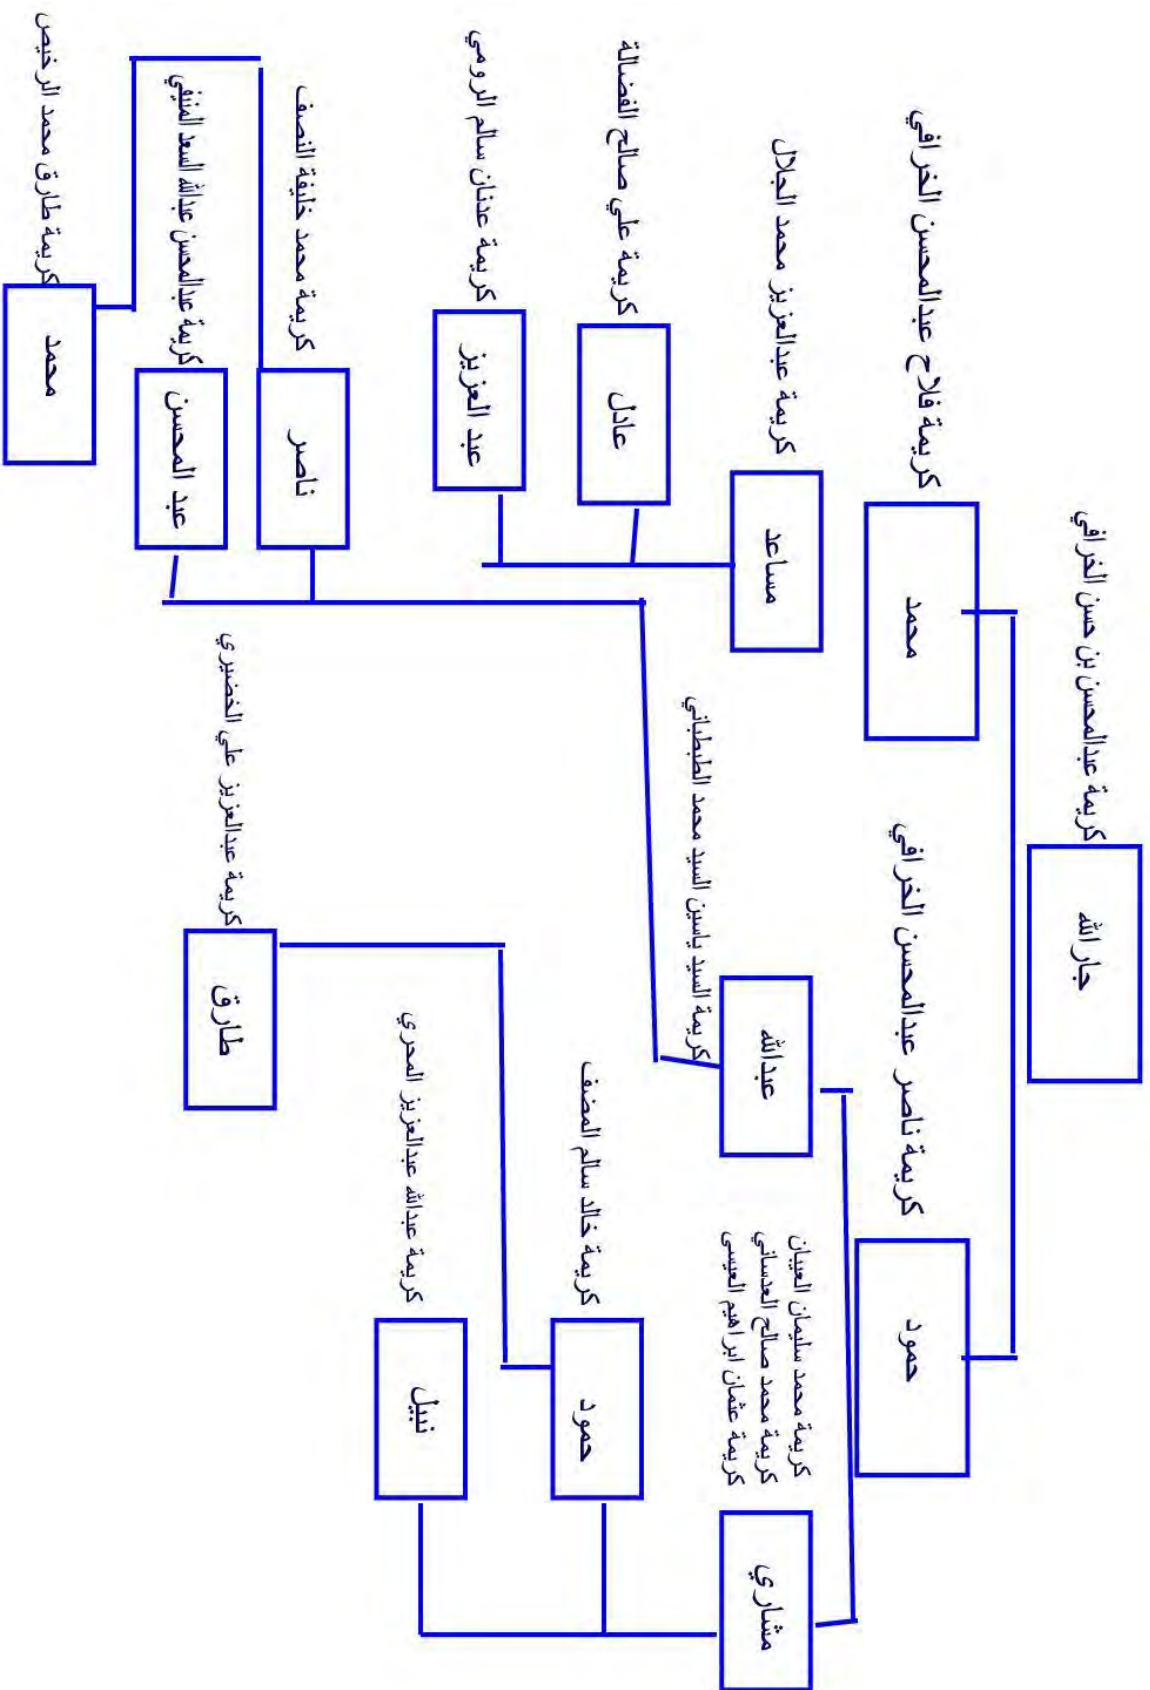 كريمة عبدالمحسن بن حسن الخرافي
جار الله
كريمة فلاح عبدالمحسن الخرافي
محمد
كريمة ناصر عبدالمحسن الخرافي
حمود
كريمة عبدالعزيز محمد الجلال
مساعد
كريمة السيد ياسين السيد محمد الطبطبائي
عبدالله
كريمة محمد سليمان العيبان
كريمة محمد صالح العدساني
كريمة عثمان ابراهيم العيسى
مشاري
كريمة علي صالح الفضالة
عادل
كريمة عدنان سالم الرومي
عبد العزيز
كريمة خالد سالم المضف
حمود
كريمة عبدالله عبدالعزيز المحري
نبيل
كريمة محمد خليفة النصف
ناصر
كريمة عبدالمحسن عبدالله السعد المنيفي
عبد المحسن
كريمة عبدالعزيز علي الخضيري
طارق
كريمة طارق محمد الرخيص
محمد